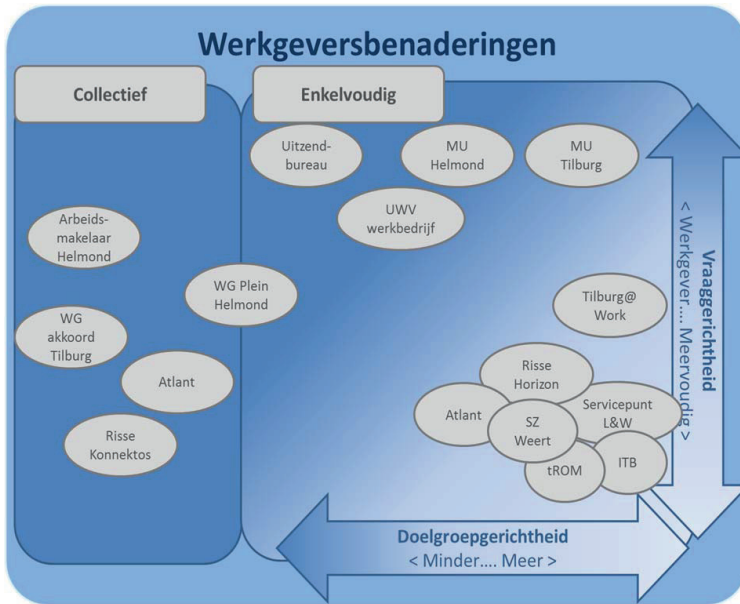 Werkgeversbenaderingen
Collectief
Enkelvoudig
Uitzend-
bureau
MU
Helmond
MU
Tilburg
UWV
werkbedrijf
Arbeids-
makelaar
Helmond
WG Plein
Helmond
Tilburg@
Work
WG
akkoord
Tilburg
Atlant
Risse
Konnektos
Risse
Horizon
Atlant
SZ
Weert
Servicepunt
L&W
tROM
ITB
Vraaggerichtheid
< Werkgever.... Meervoudig >
Doelgroepgerichtheid
< Minder.... Meer >